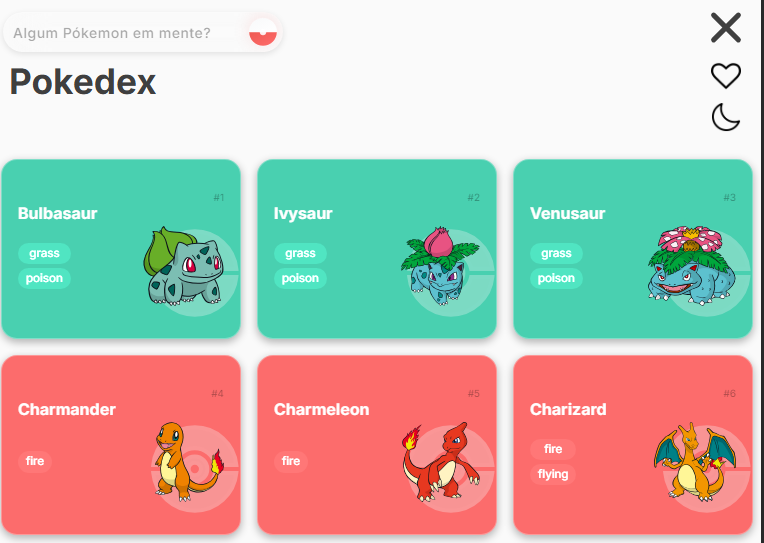 Algum Pókemon em mente?
Pokedex
#1
Bulbasaur
grass
poison
#2
Ivysaur
grass
poison
#3
Venusaur
grass
poison
#4
Charmander
fire
#5
Charmeleon
fire
#6
Charizard
fire
flying